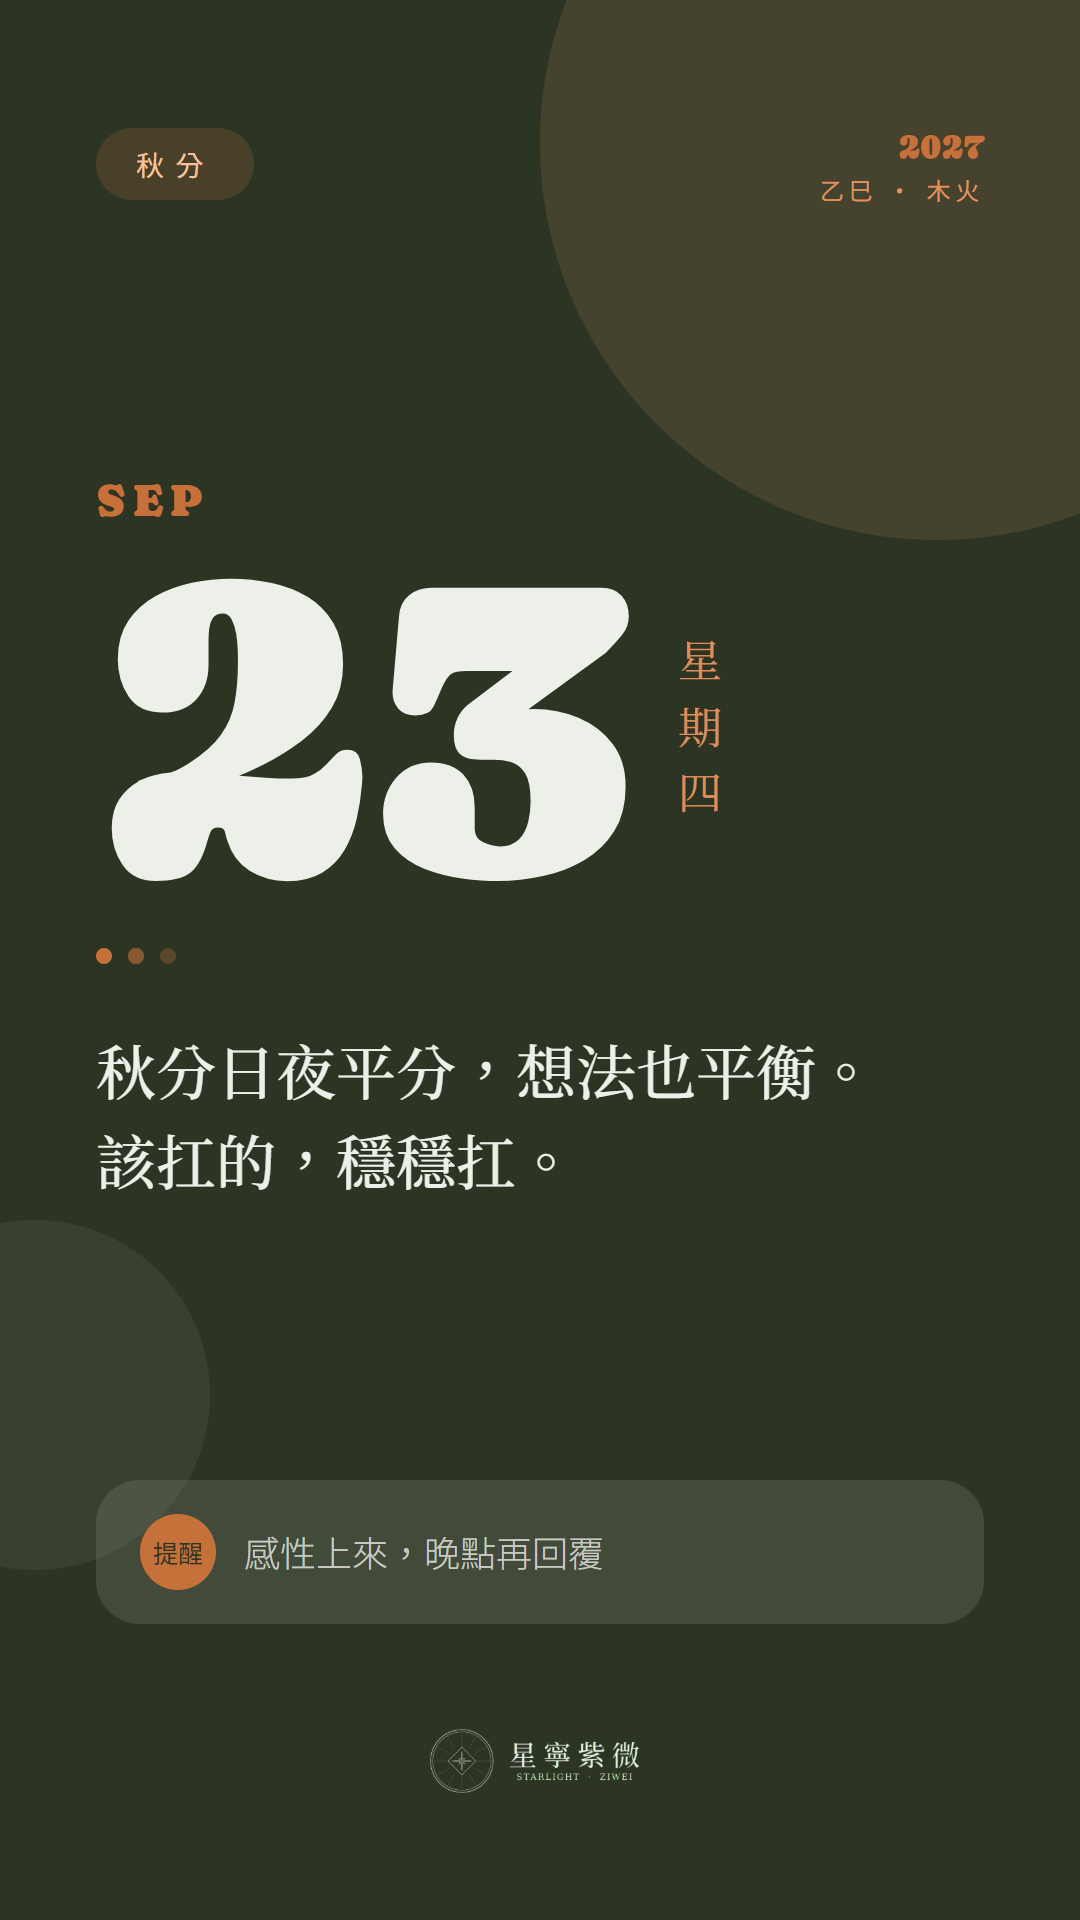 秋分
2027
乙巳 · 木火
SEP
23
星期四
秋分日夜平分，想法也平衡。
該扛的，穩穩扛。
提醒
感性上來，晚點再回覆
星寧紫微
STARLIGHT · ZIWEI